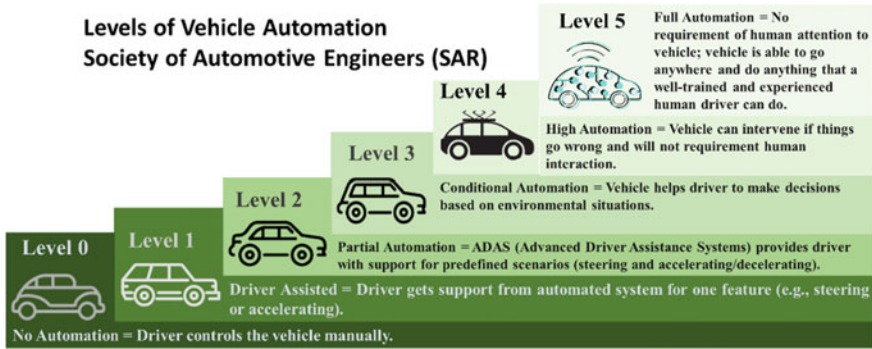 Levels of Vehicle Automation
Society of Automotive Engineers (SAR)
Level 5
Full Automation = No
requirement of human attention to
vehicle; vehicle is able to go
anywhere and do anything that a
well-trained and experienced
human driver can do.
Level 4
High Automation = Vehicle can intervene if things
go wrong and will not requirement human
interaction.
Level 3
Conditional Automation = Vehicle helps driver to make decisions
based on environmental situations.
Level 2
Partial Automation = ADAS (Advanced Driver Assistance Systems) provides driver
with support for predefined scenarios (steering and accelerating/decelerating).
Level 1
Driver Assisted = Driver gets support from automated system for one feature (e.g., steering
or accelerating).
Level 0
No Automation = Driver controls the vehicle manually.